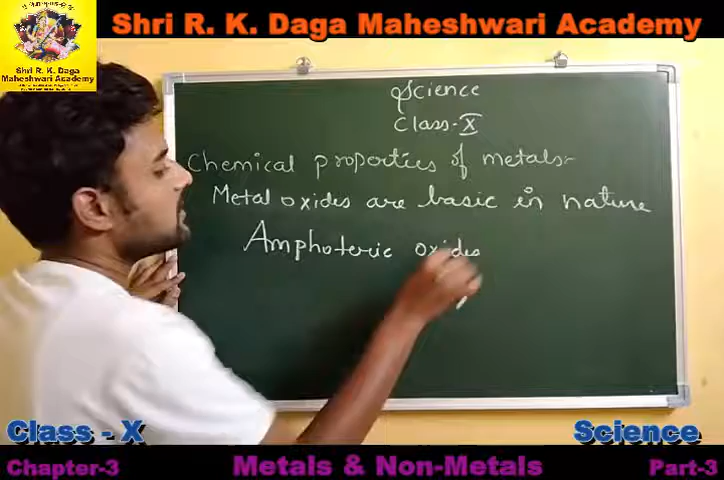 Shri R. K. Daga Maheshwari Academy
Shri R. K. Daga
Maheshwari Academy
Science
Class-X
Chemical properties of metals-
Metal oxides are basic in nature
Amphoteric oxides
Class - X
Science
Chapter-3
Metals & Non-Metals
Part-3